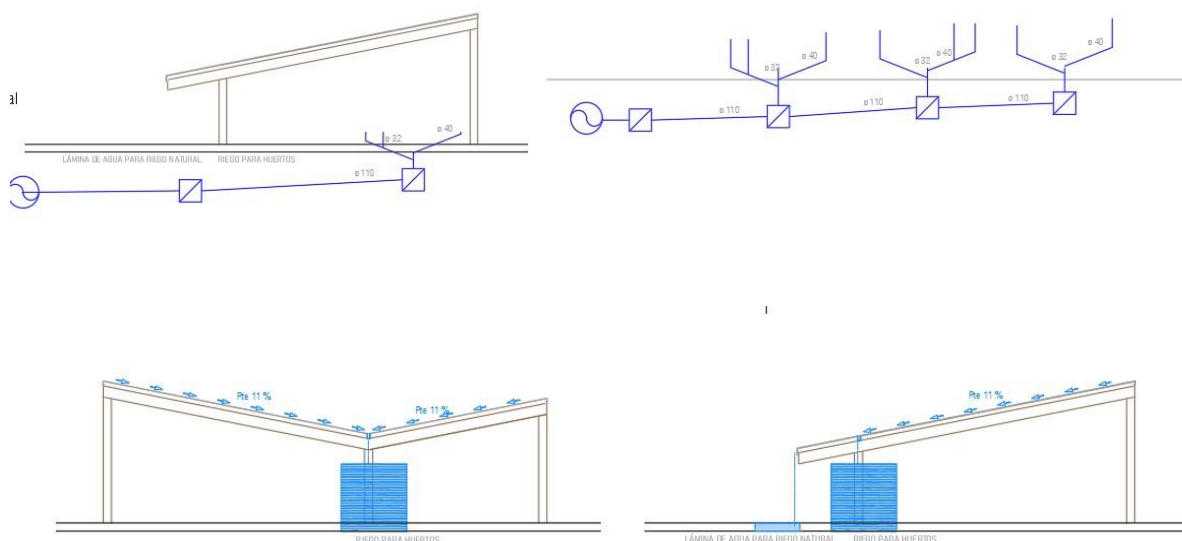 al
ø 32
ø 40
LÁMINA DE AGUA PARA RIEGO NATURAL RIEGO PARA HUERTOS
ø 110
ø 40
ø 32
ø 110
ø 40
ø 32
ø 110
ø 40
ø 32
ø 110
Pte 11 %
Pte 11 %
RIEGO PARA HUERTOS
Pte 11 %
LÁMINA DE AGUA PARA RIEGO NATURAL RIEGO PARA HUERTOS